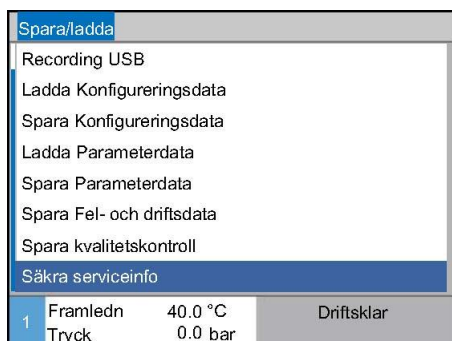 Spara/ladda
Recording USB
Ladda Konfigureringsdata
Spara Konfigureringsdata
Ladda Parameterdata
Spara Parameterdata
Spara Fel- och driftsdata
Spara kvalitetskontroll
Säkra serviceinfo
1 Framledn 40.0 °C Driftsklar
Tryck 0.0 bar